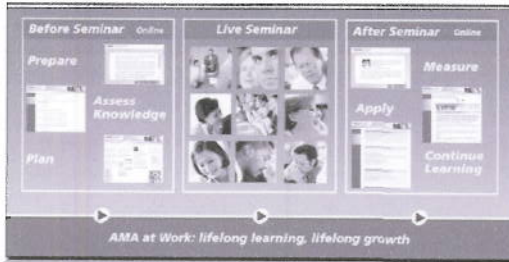 Before Seminar Online
Prepare
Assess
Knowledge
Plan
Live Seminar
After Seminar Online
Measure
Apply
Continue
Learning
AMA at Work: lifelong learning, lifelong growth